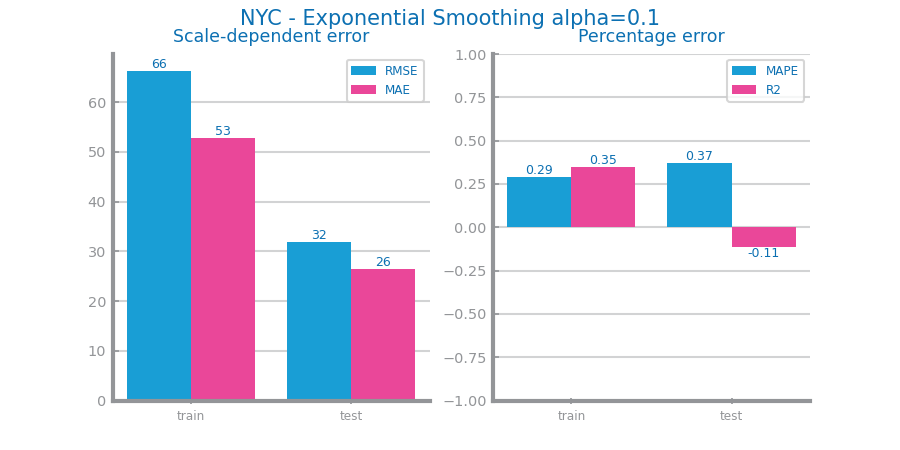 NYC - Exponential Smoothing alpha=0.1
Scale-dependent error
60
50
40
30
20
10
0
66
53
32
26
RMSE
MAE
train
test
Percentage error
1.00
0.75
0.50
0.25
0.00
−0.25
−0.50
−0.75
−1.00
0.29
0.35
0.37
-0.11
MAPE
R2
train
test